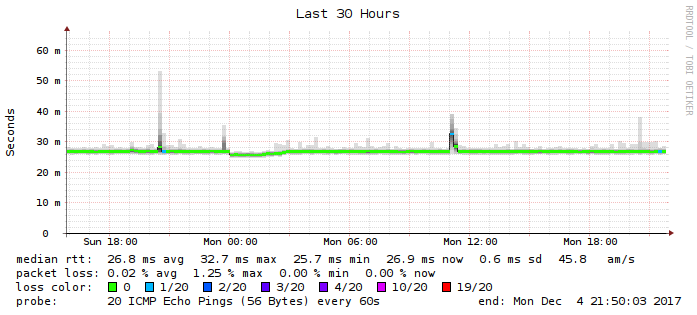 Last 30 Hours
RRDTOOL / TOBI OETIKER
Seconds
60 m
50 m
40 m
30 m
20 m
10 m
0
Sun 18:00 Mon 00:00 Mon 06:00 Mon 12:00 Mon 18:00
median rtt: 26.8 ms avg 32.7 ms max 25.7 ms min 26.9 ms now 0.6 ms sd 45.8 am/s
packet loss: 0.02 % avg 1.25 % max 0.00 % min 0.00 % now
loss color: 0 1/20 2/20 3/20 4/20 10/20 19/20
probe: 20 ICMP Echo Pings (56 Bytes) every 60s end: Mon Dec 4 21:50:03 2017